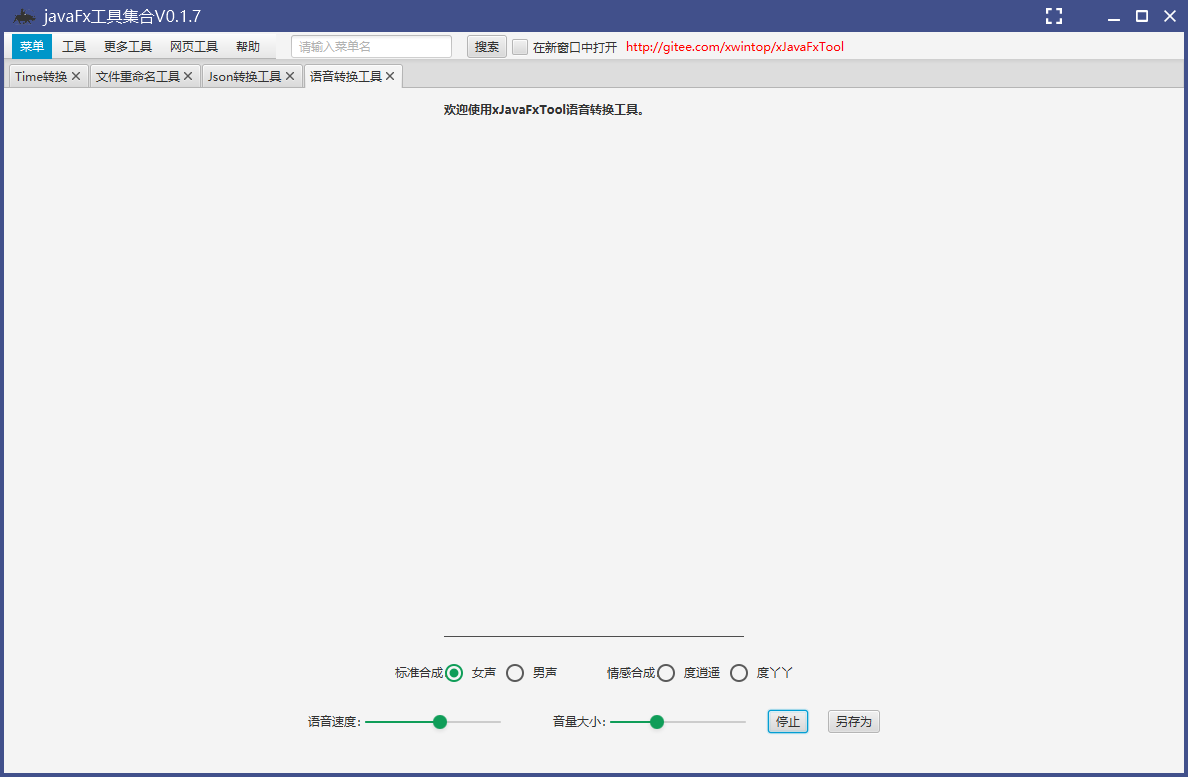 javaFx工具集合V0.1.7
菜单 工具 更多工具 网页工具 帮助 请输入菜单名 搜索 在新窗口中打开 http://gitee.com/xwintop/xJavaFxTool
Time转换 文件重命名工具 Json转换工具 语音转换工具
欢迎使用xJavaFxTool语音转换工具。
标准合成 女声 男声 情感合成 度逍遥 度丫丫
语音速度: 音量大小: 停止 另存为